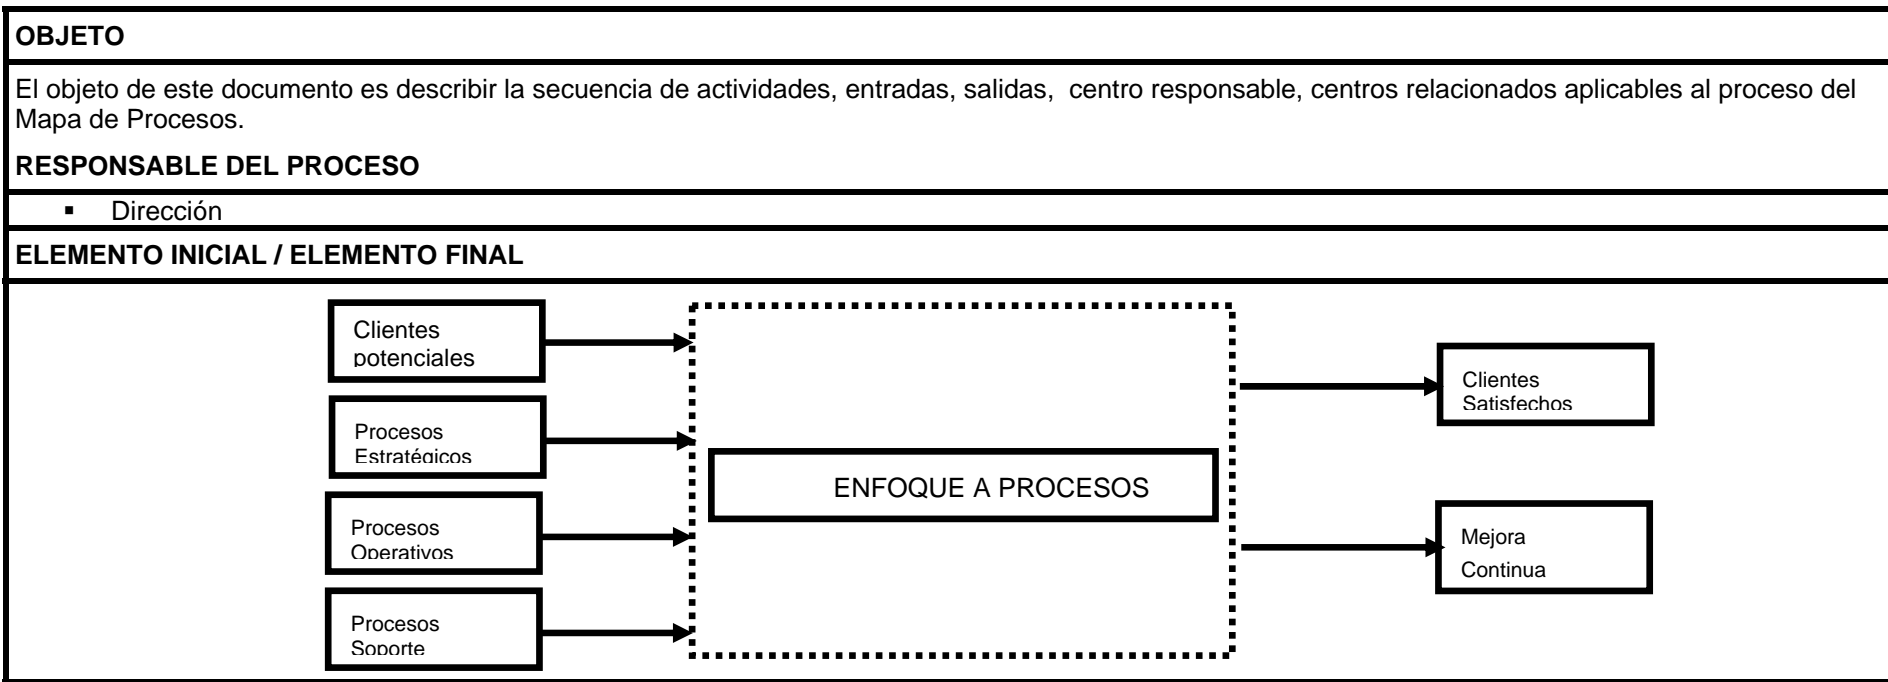 OBJETO
El objeto de este documento es describir la secuencia de actividades, entradas, salidas,  centro responsable, centros relacionados aplicables al proceso del
Mapa de Procesos.
RESPONSABLE DEL PROCESO
▪ Dirección
ELEMENTO INICIAL / ELEMENTO FINAL
Clientes
potenciales
Procesos
Estratégicos
Procesos
Operativos
Procesos
Soporte
ENFOQUE A PROCESOS
Clientes
Satisfechos
Mejora
Continua